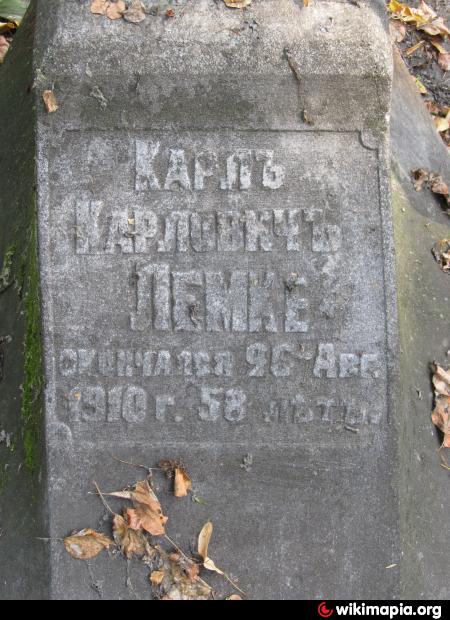 Карлъ
Карловичъ
Лемке
скончался 26 Авг.
1910 г. 58 лѣтъ.
wikimapia.org